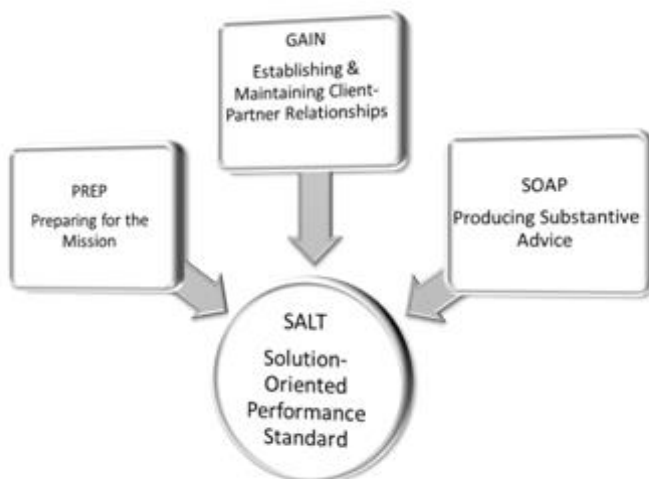 GAIN
Establishing &
Maintaining Client-
Partner Relationships
PREP
Preparing for the
Mission
SOAP
Producing Substantive
Advice
SALT
Solution-
Oriented
Performance
Standard